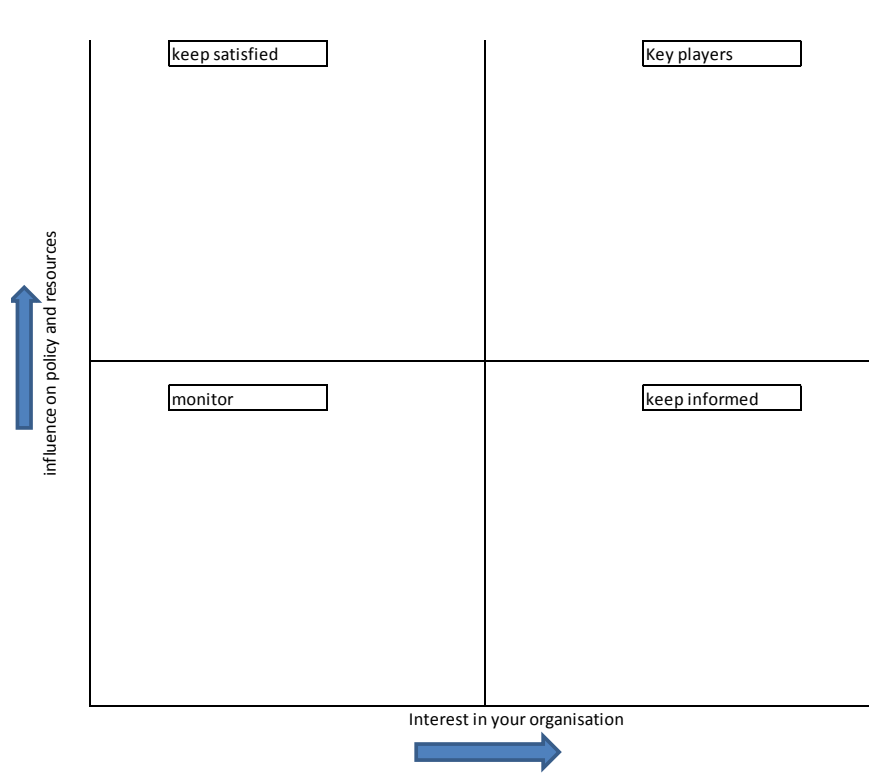 keep satisfied
Key players
influence on policy and resources
monitor
keep informed
Interest in your organisation